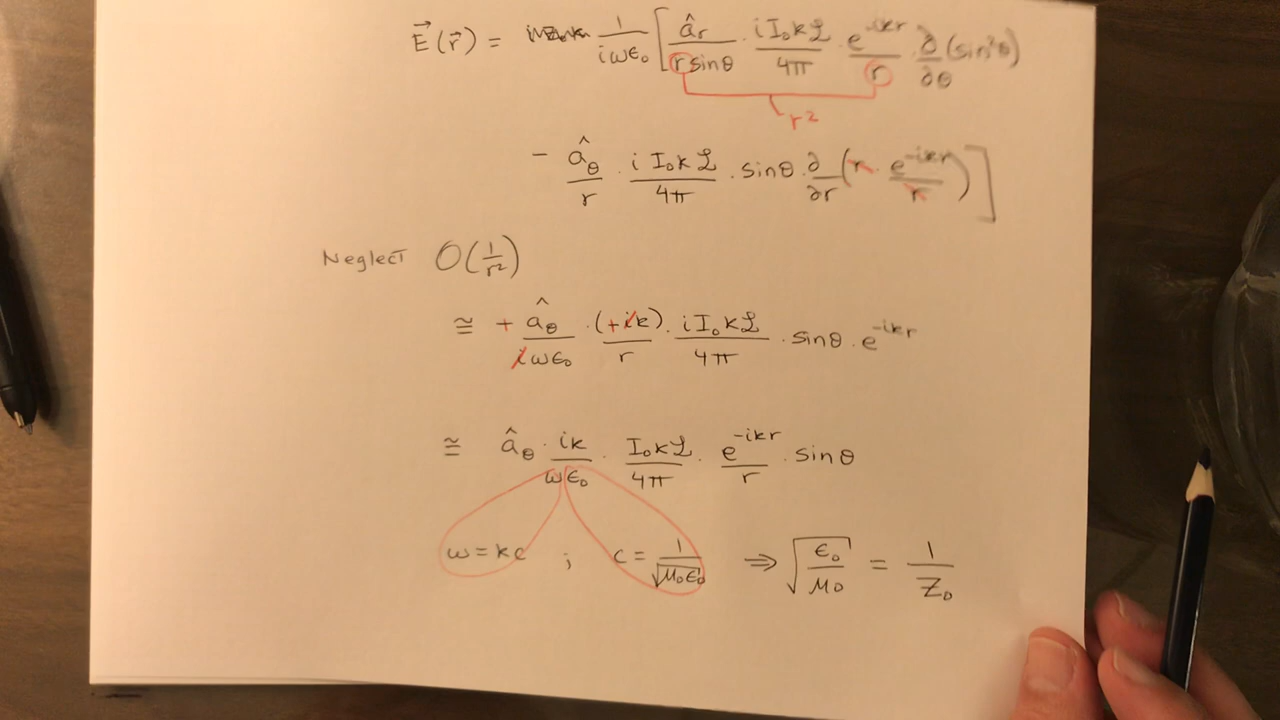 E⃗(r⃗) = 1/(iωϵ₀) [ â_r/(r sinθ) · iI₀kℒ/4π · e^(-ikr)/r · ∂/∂θ (sin²θ)
r²
- â_θ/r · iI₀kℒ/4π · sinθ · ∂/∂r (r · e^(-ikr)/r) ]
Neglect O(1/r²)
≅ + â_θ/(iωϵ₀) · (+ik)/r · iI₀kℒ/4π · sinθ · e^(-ikr)
≅ â_θ · ik/(ωϵ₀) · I₀kℒ/4π · e^(-ikr)/r · sinθ
ω = kc ; c = 1/√(μ₀ϵ₀) ⇒ √(ϵ₀/μ₀) = 1/Z₀